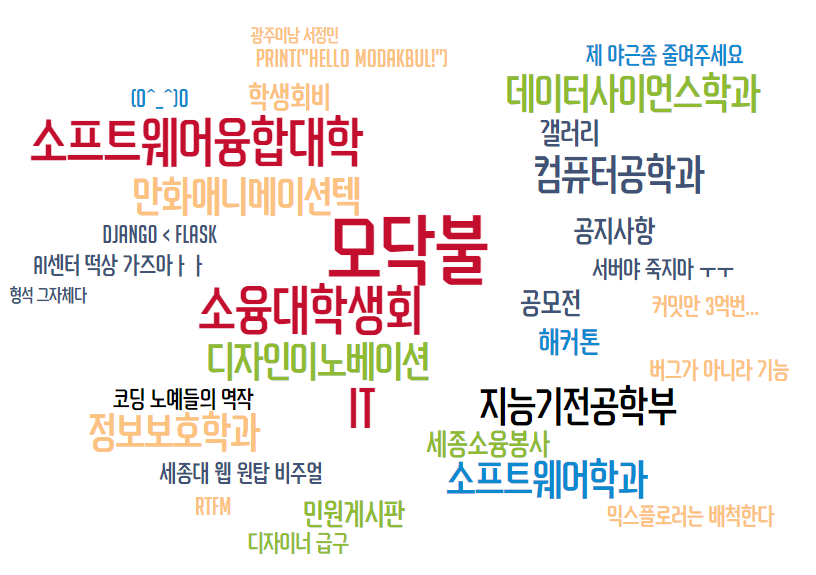 광주미남 서정민
PRINT("HELLO MODAKBUL!")
제 야근좀 줄여주세요
(O^_^)O
학생회비
데이터사이언스학과
소프트웨어융합대학
갤러리
컴퓨터공학과
만화애니메이션텍
모닥불
DJANGO < FLASK
공지사항
AI센터 떡상 가즈아ㅏㅏ
서버야 죽지마 ㅜㅜ
형석 그자체다
소융대학생회
공모전
커밋만 3억번...
해커톤
디자인이노베이션
버그가 아니라 기능
코딩 노예들의 역작
IT
지능기전공학부
정보보호학과
세종소융봉사
세종대 웹 원탑 비주얼
소프트웨어학과
RTFM
민원게시판
익스플로러는 배척한다
디자이너 급구